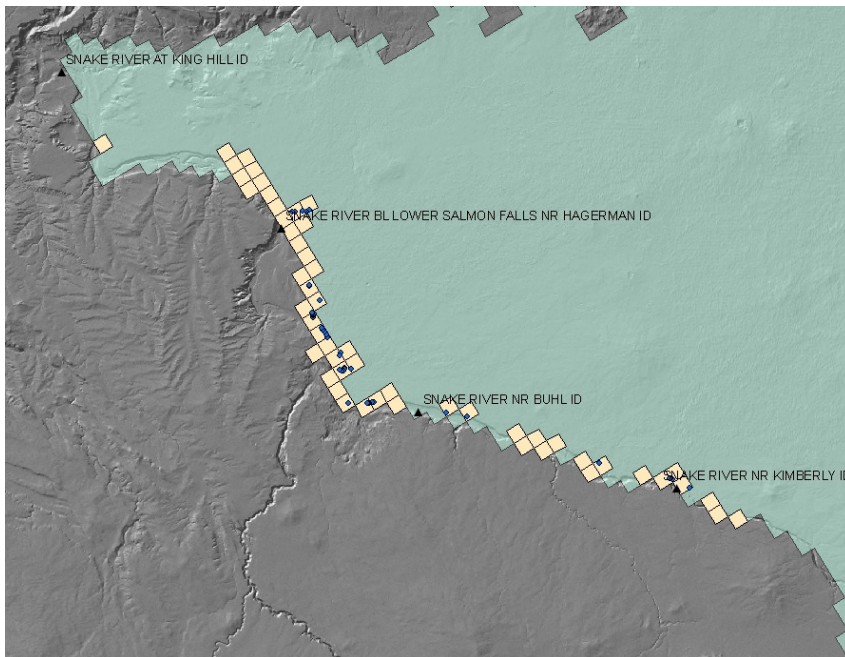 SNAKE RIVER AT KING HILL ID
SNAKE RIVER BL LOWER SALMON FALLS NR HAGERMAN ID
SNAKE RIVER NR BUHL ID
SNAKE RIVER NR KIMBERLY ID